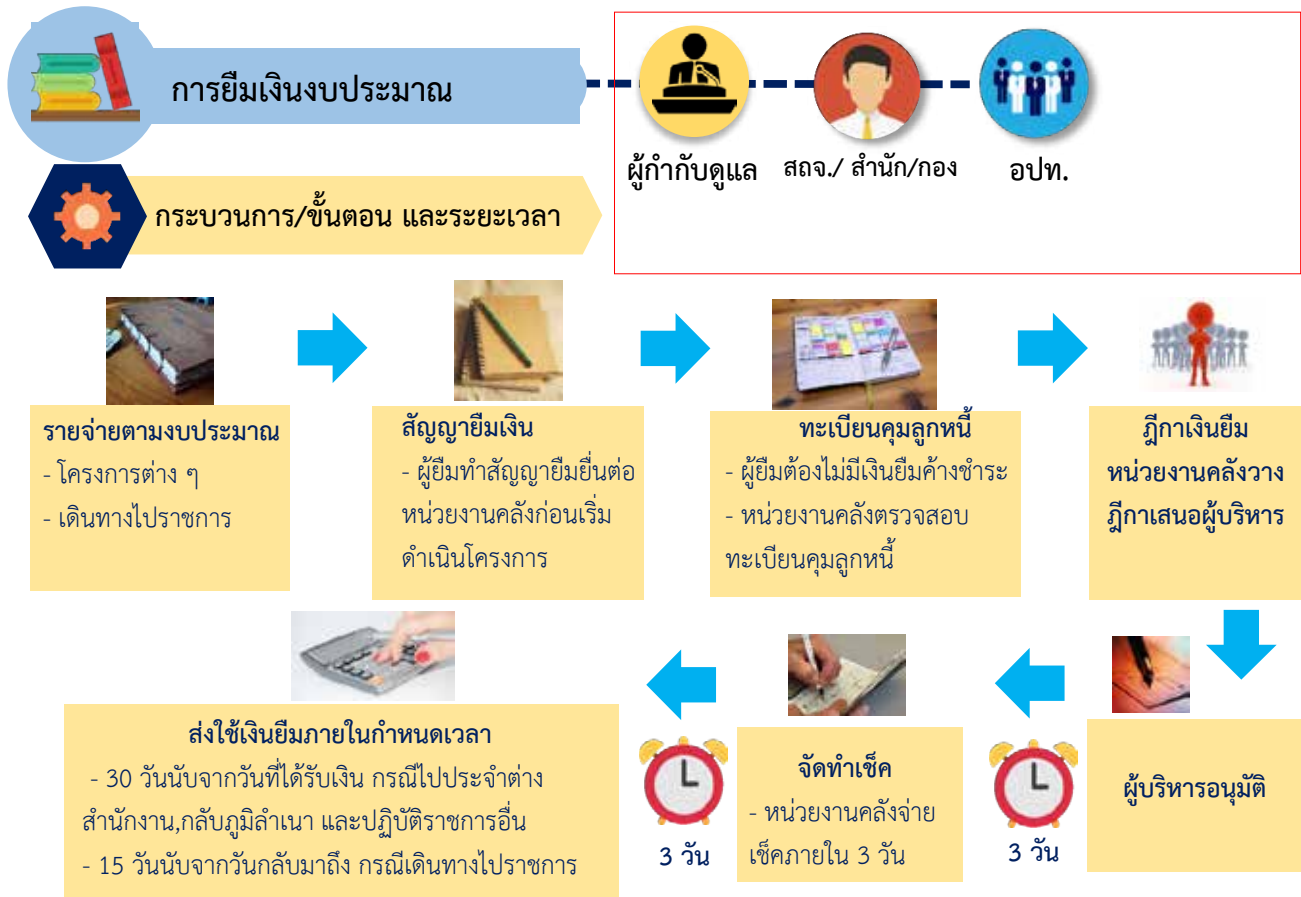 การยืมเงินงบประมาณ
ผู้กำกับดูแล
สถจ./ สำนัก/กอง
อปท.
กระบวนการ/ขั้นตอน และระยะเวลา
รายจ่ายตามงบประมาณ
- โครงการต่าง ๆ
- เดินทางไปราชการ
สัญญายืมเงิน
- ผู้ยืมทำสัญญายืมยื่นต่อ
หน่วยงานคลังก่อนเริ่ม
ดำเนินโครงการ
ทะเบียนคุมลูกหนี้
- ผู้ยืมต้องไม่มีเงินยืมค้างชำระ
- หน่วยงานคลังตรวจสอบ
ทะเบียนคุมลูกหนี้
ฎีกาเงินยืม
หน่วยงานคลังวาง
ฎีกาเสนอผู้บริหาร
ผู้บริหารอนุมัติ
3 วัน
จัดทำเช็ค
- หน่วยงานคลังจ่าย
เช็คภายใน 3 วัน
3 วัน
ส่งใช้เงินยืมภายในกำหนดเวลา
- 30 วันนับจากวันที่ได้รับเงิน กรณีไปประจำต่าง
สำนักงาน,กลับภูมิลำเนา และปฏิบัติราชการอื่น
- 15 วันนับจากวันกลับมาถึง กรณีเดินทางไปราชการ